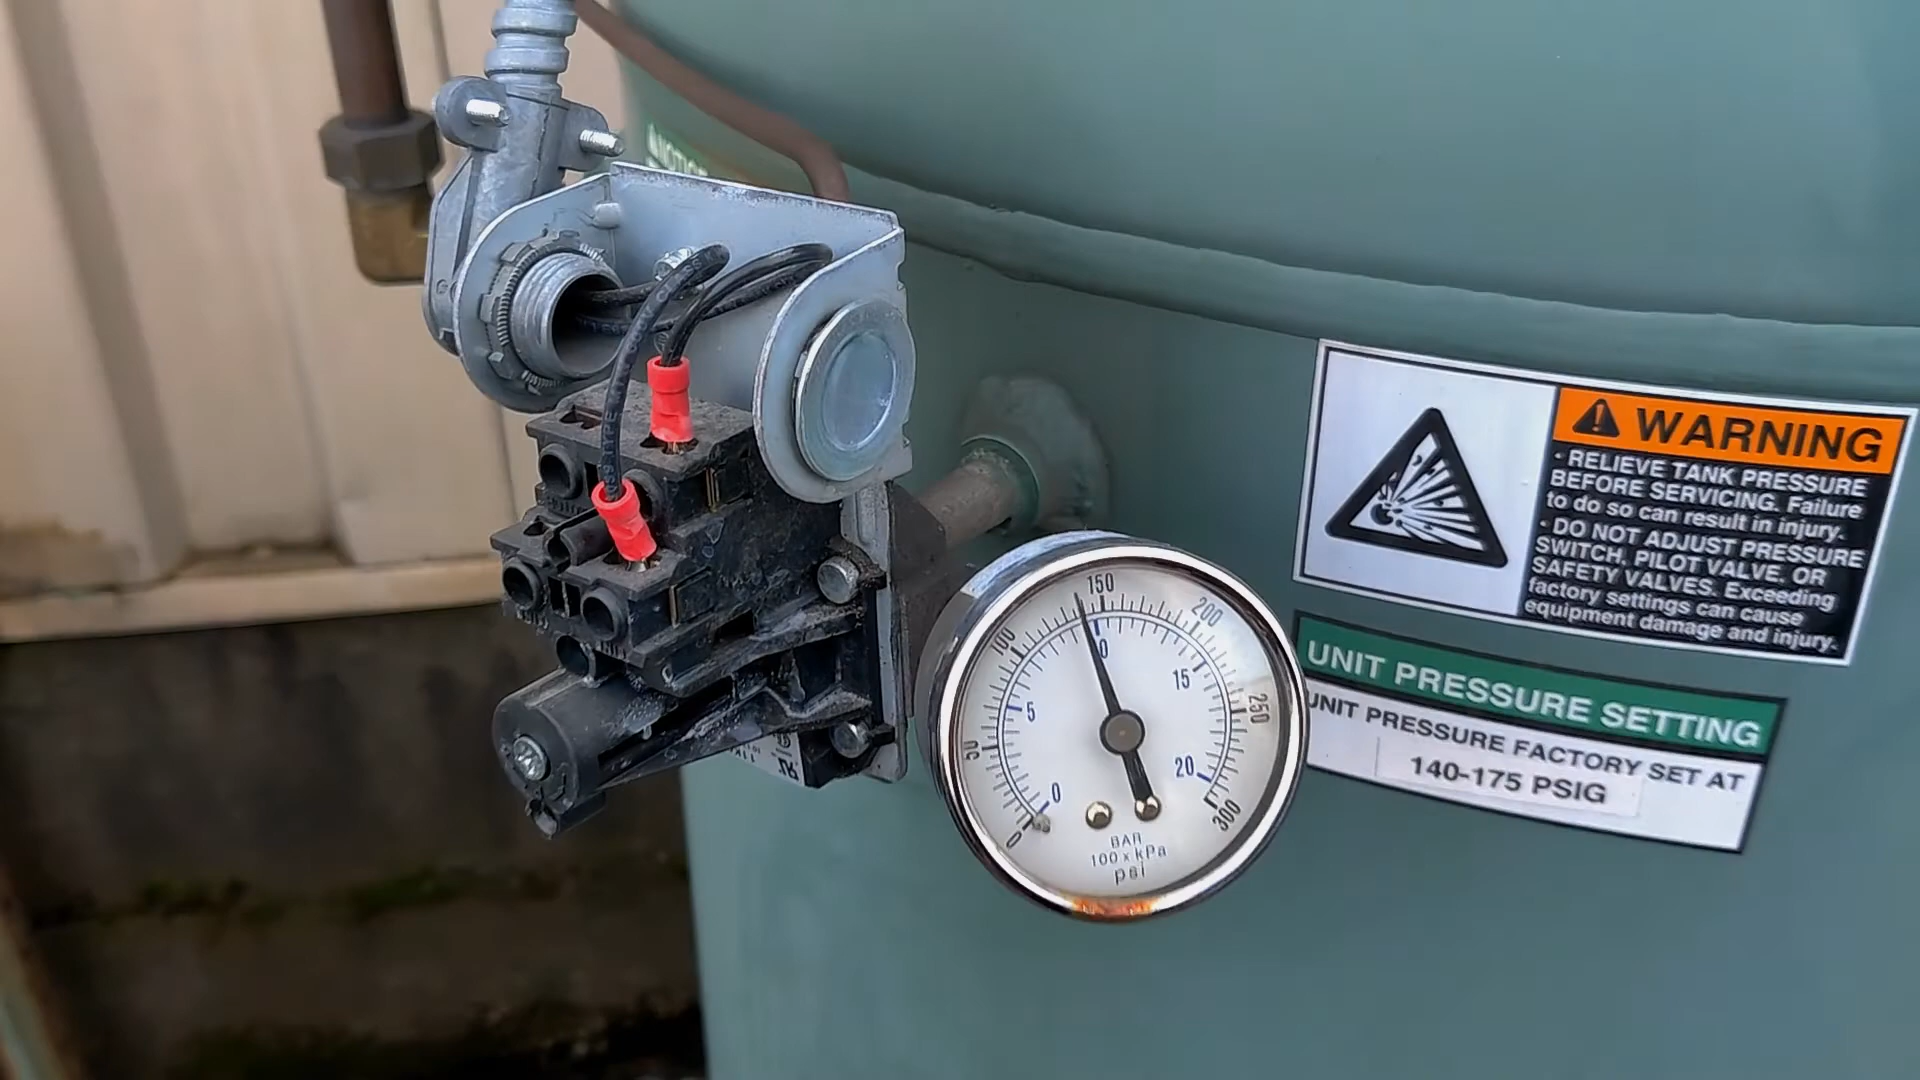 NOTICE
WARNING
· RELIEVE TANK PRESSURE
BEFORE SERVICING. Failure
to do so can result in injury.
· DO NOT ADJUST PRESSURE
SWITCH, PILOT VALVE, OR
SAFETY VALVES. Exceeding
factory settings can cause
equipment damage and injury.
UNIT PRESSURE SETTING
UNIT PRESSURE FACTORY SET AT
140-175 PSIG
0
50
100
150
200
250
300
0
5
15
20
BAR
100 x kPa
psi